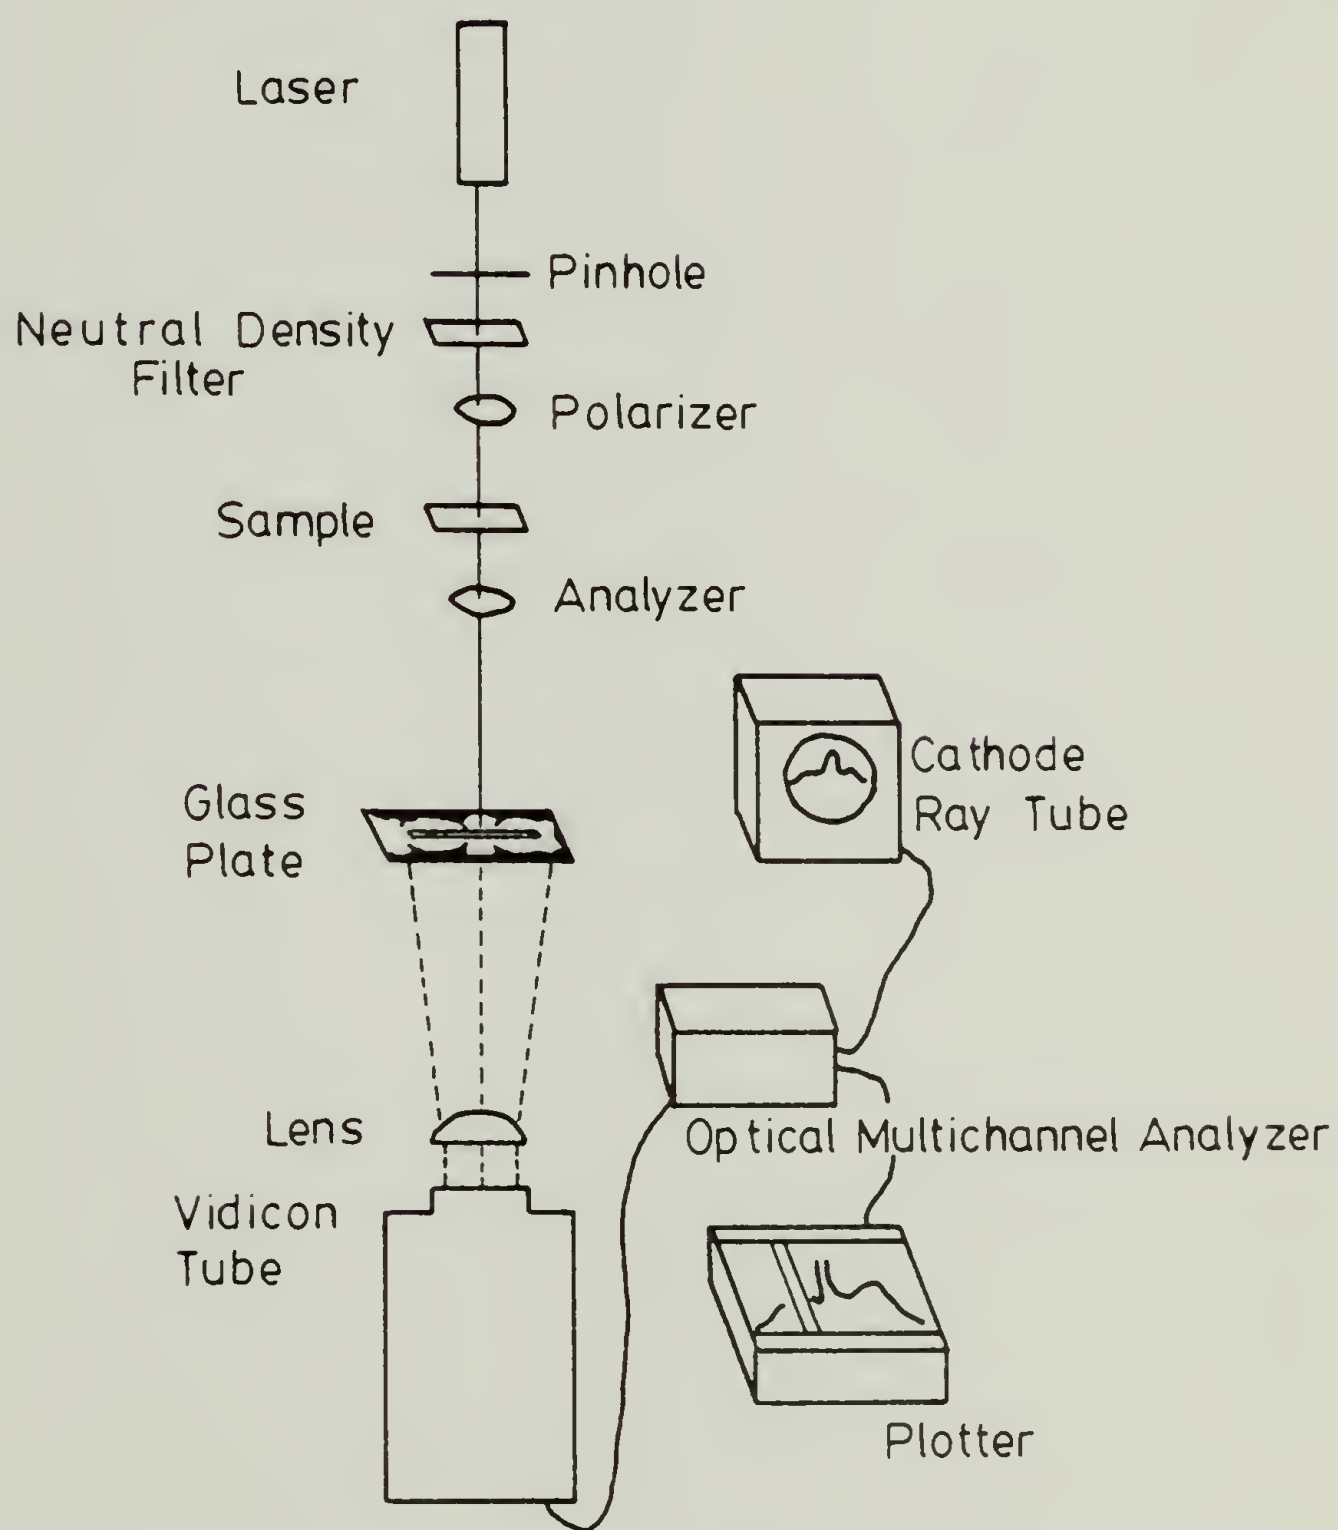 Laser
Pinhole
Neutral Density
Filter
Polarizer
Sample
Analyzer
Glass
Plate
Cathode
Ray Tube
Lens
Optical Multichannel Analyzer
Vidicon
Tube
Plotter